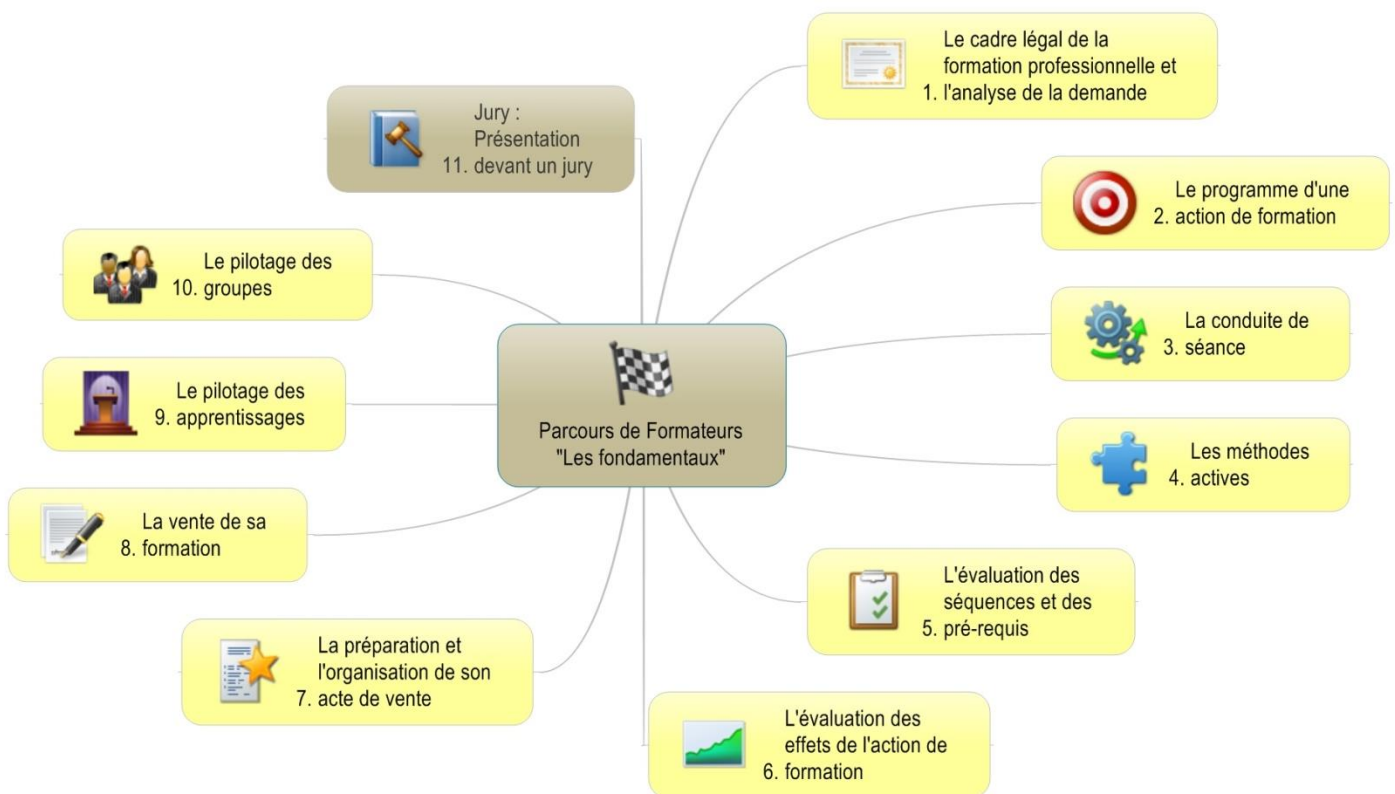 Parcours de Formateurs
"Les fondamentaux"
Le cadre légal de la
formation professionnelle et
1. l'analyse de la demande
Le programme d'une
2. action de formation
La conduite de
3. séance
Les méthodes
4. actives
L'évaluation des
séquences et des
5. pré-requis
L'évaluation des
effets de l'action de
6. formation
La préparation et
l'organisation de son
7. acte de vente
La vente de sa
8. formation
Le pilotage des
9. apprentissages
Le pilotage des
10. groupes
Jury :
Présentation
11. devant un jury